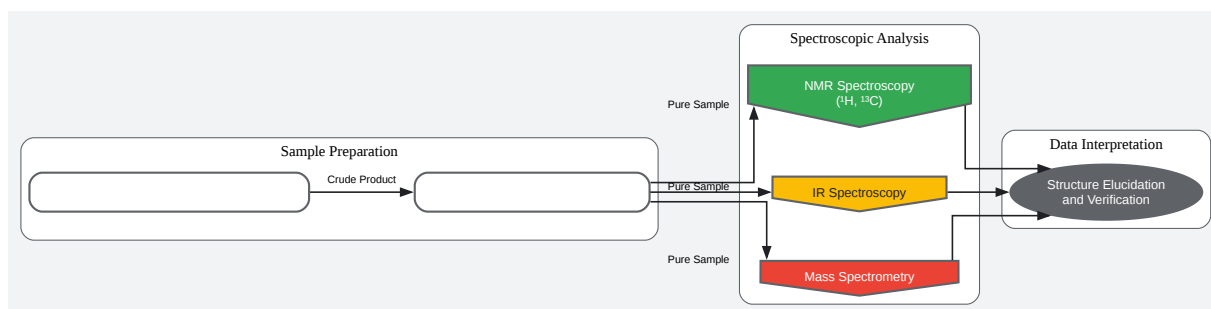 Spectroscopic Analysis
NMR Spectroscopy
(¹H, ¹³C)
Pure Sample
Sample Preparation
Data Interpretation
Crude Product
Pure Sample
IR Spectroscopy
Structure Elucidation
and Verification
Pure Sample
Mass Spectrometry